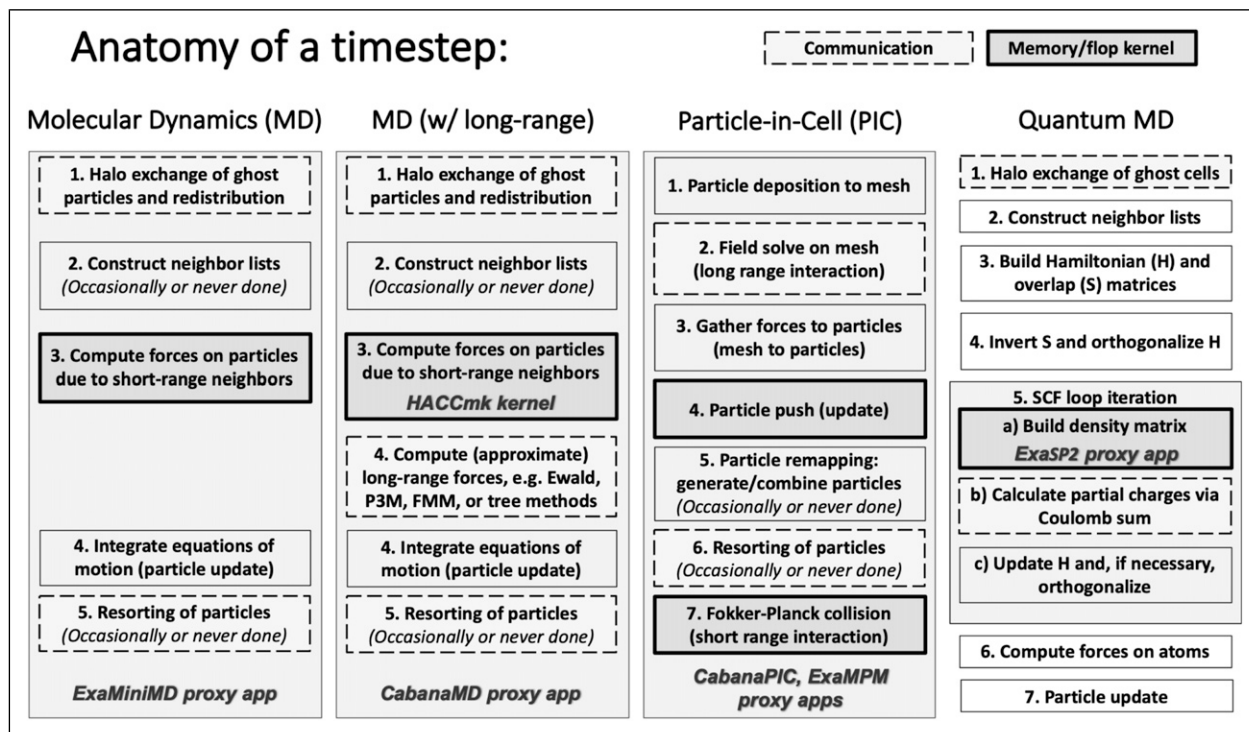 Anatomy of a timestep:
Communication
Memory/flop kernel
Molecular Dynamics (MD)
1. Halo exchange of ghost
particles and redistribution
2. Construct neighbor lists
(Occasionally or never done)
3. Compute forces on particles
due to short-range neighbors
4. Integrate equations of
motion (particle update)
5. Resorting of particles
(Occasionally or never done)
ExaMiniMD proxy app
MD (w/ long-range)
1. Halo exchange of ghost
particles and redistribution
2. Construct neighbor lists
(Occasionally or never done)
3. Compute forces on particles
due to short-range neighbors
HACCmk kernel
4. Compute (approximate)
long-range forces, e.g. Ewald,
P3M, FMM, or tree methods
4. Integrate equations of
motion (particle update)
5. Resorting of particles
(Occasionally or never done)
CabanaMD proxy app
Particle-in-Cell (PIC)
1. Particle deposition to mesh
2. Field solve on mesh
(long range interaction)
3. Gather forces to particles
(mesh to particles)
4. Particle push (update)
5. Particle remapping:
generate/combine particles
(Occasionally or never done)
6. Resorting of particles
(Occasionally or never done)
7. Fokker-Planck collision
(short range interaction)
CabanaPIC, ExaMPM
proxy apps
Quantum MD
1. Halo exchange of ghost cells
2. Construct neighbor lists
3. Build Hamiltonian (H) and
overlap (S) matrices
4. Invert S and orthogonalize H
5. SCF loop iteration
a) Build density matrix
ExaSP2 proxy app
b) Calculate partial charges via
Coulomb sum
c) Update H and, if necessary,
orthogonalize
6. Compute forces on atoms
7. Particle update